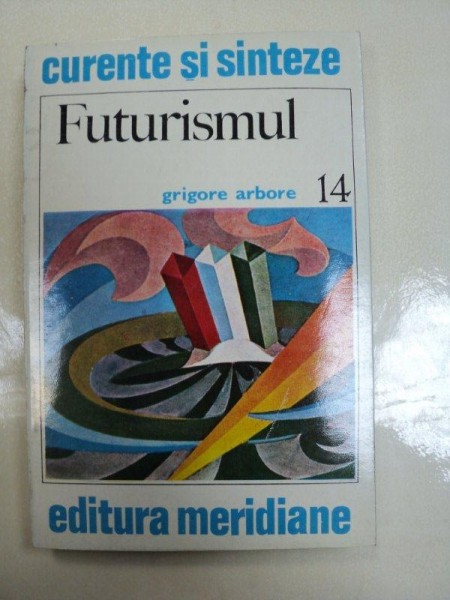 curente și sinteze
Futurismul
grigore arbore 14
editura meridiane